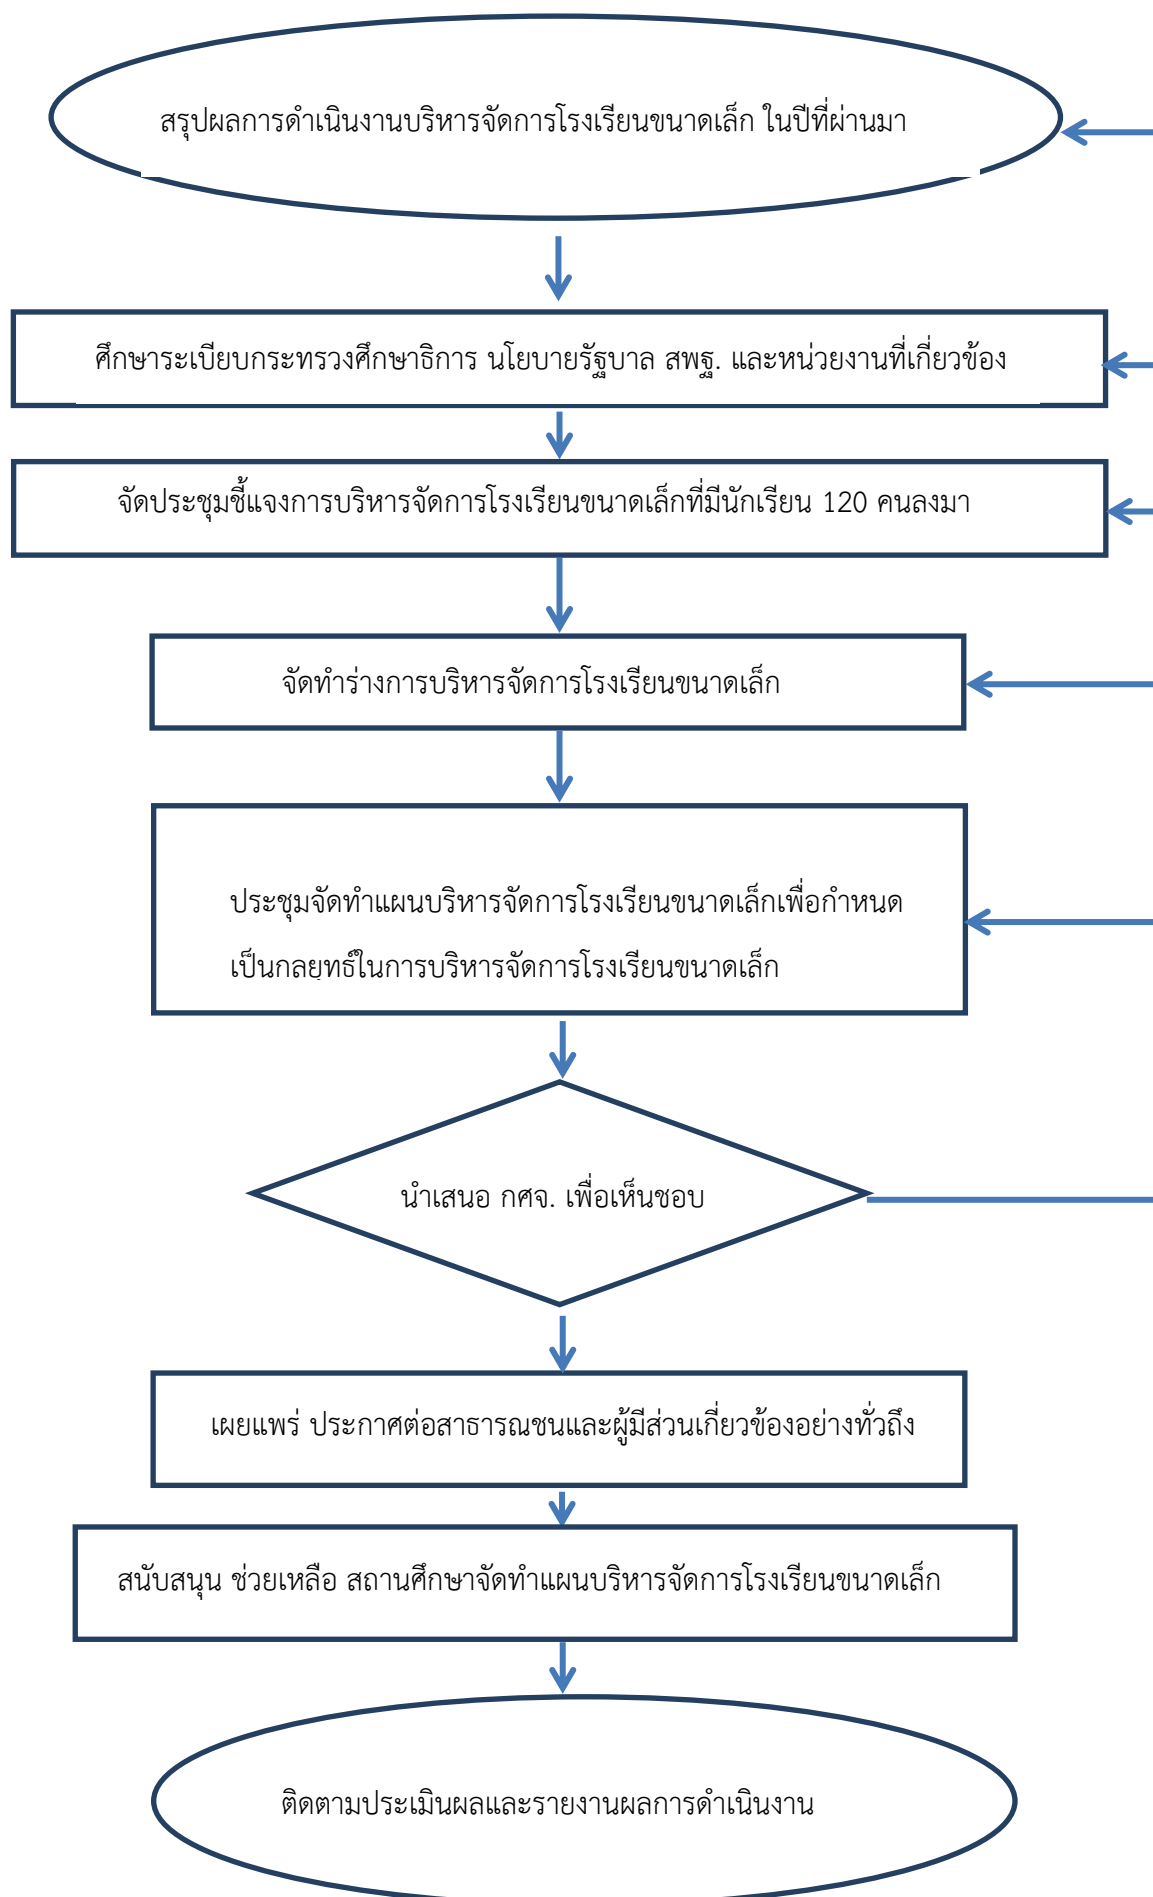 สรุปผลการดำเนินงานบริหารจัดการโรงเรียนขนาดเล็ก ในปีที่ผ่านมา
ศึกษาระเบียบกระทรวงศึกษาธิการ นโยบายรัฐบาล สพฐ. และหน่วยงานที่เกี่ยวข้อง
จัดประชุมชี้แจงการบริหารจัดการโรงเรียนขนาดเล็กที่มีนักเรียน 120 คนลงมา
จัดทำร่างการบริหารจัดการโรงเรียนขนาดเล็ก
ประชุมจัดทำแผนบริหารจัดการโรงเรียนขนาดเล็กเพื่อกำหนด
เป็นกลยุทธ์ในการบริหารจัดการโรงเรียนขนาดเล็ก
นำเสนอ กศจ. เพื่อเห็นชอบ
เผยแพร่ ประกาศต่อสาธารณชนและผู้มีส่วนเกี่ยวข้องอย่างทั่วถึง
สนับสนุน ช่วยเหลือ สถานศึกษาจัดทำแผนบริหารจัดการโรงเรียนขนาดเล็ก
ติดตามประเมินผลและรายงานผลการดำเนินงาน